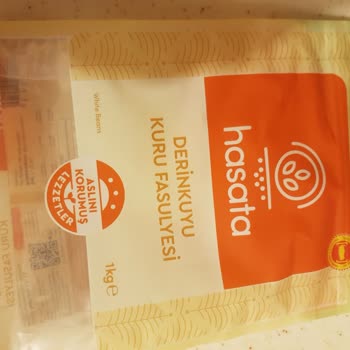 hasata
DERİNKUYU
KURU FASULYESİ
White Beans
ASLINI
KORUMUŞ
LEZZETLER
1kg ℮